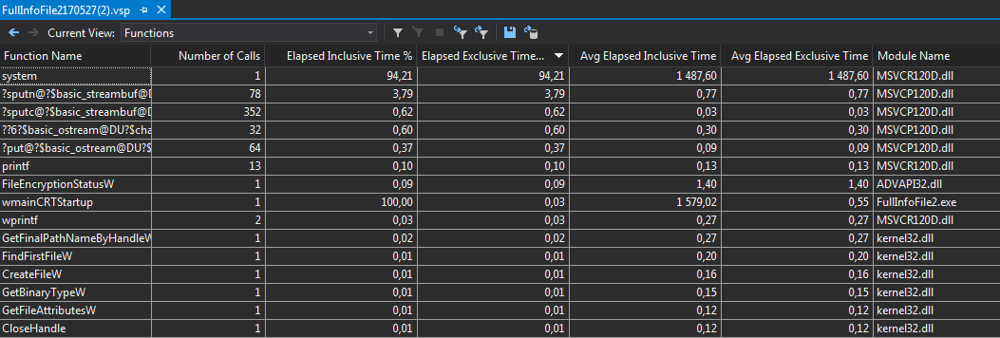 FullInfoFile2170527(2).vsp
Current View: Functions
Function Name Number of Calls Elapsed Inclusive Time % Elapsed Exclusive Time... Avg Elapsed Inclusive Time Avg Elapsed Exclusive Time Module Name
system 1 94,21 94,21 1 487,60 1 487,60 MSVCR120D.dll
?sputn@?$basic_streambuf@D 78 3,79 3,79 0,77 0,77 MSVCP120D.dll
?sputc@?$basic_streambuf@D 352 0,62 0,62 0,03 0,03 MSVCP120D.dll
??6?$basic_ostream@DU?$cha 32 0,60 0,60 0,30 0,30 MSVCP120D.dll
?put@?$basic_ostream@DU?$ 64 0,37 0,37 0,09 0,09 MSVCP120D.dll
printf 13 0,10 0,10 0,13 0,13 MSVCR120D.dll
FileEncryptionStatusW 1 0,09 0,09 1,40 1,40 ADVAPI32.dll
wmainCRTStartup 1 100,00 0,03 1 579,02 0,55 FullInfoFile2.exe
wprintf 2 0,03 0,03 0,27 0,27 MSVCR120D.dll
GetFinalPathNameByHandleW 1 0,02 0,02 0,27 0,27 kernel32.dll
FindFirstFileW 1 0,01 0,01 0,20 0,20 kernel32.dll
CreateFileW 1 0,01 0,01 0,16 0,16 kernel32.dll
GetBinaryTypeW 1 0,01 0,01 0,15 0,15 kernel32.dll
GetFileAttributesW 1 0,01 0,01 0,12 0,12 kernel32.dll
CloseHandle 1 0,01 0,01 0,12 0,12 kernel32.dll